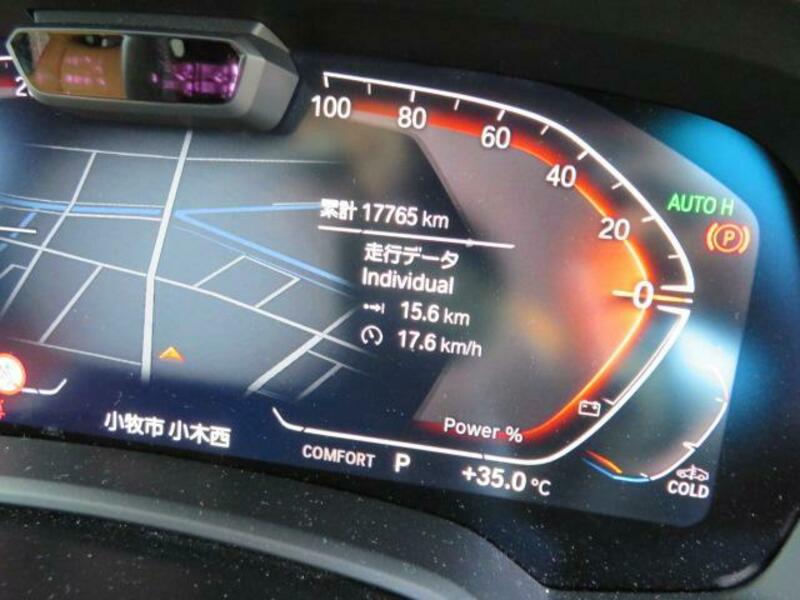 100
80
60
40
20
0
AUTO H
P
累計 17765 km
走行データ
Individual
15.6 km
17.6 km/h
小牧市 小木西
Power %
COMFORT P +35.0 °C
COLD